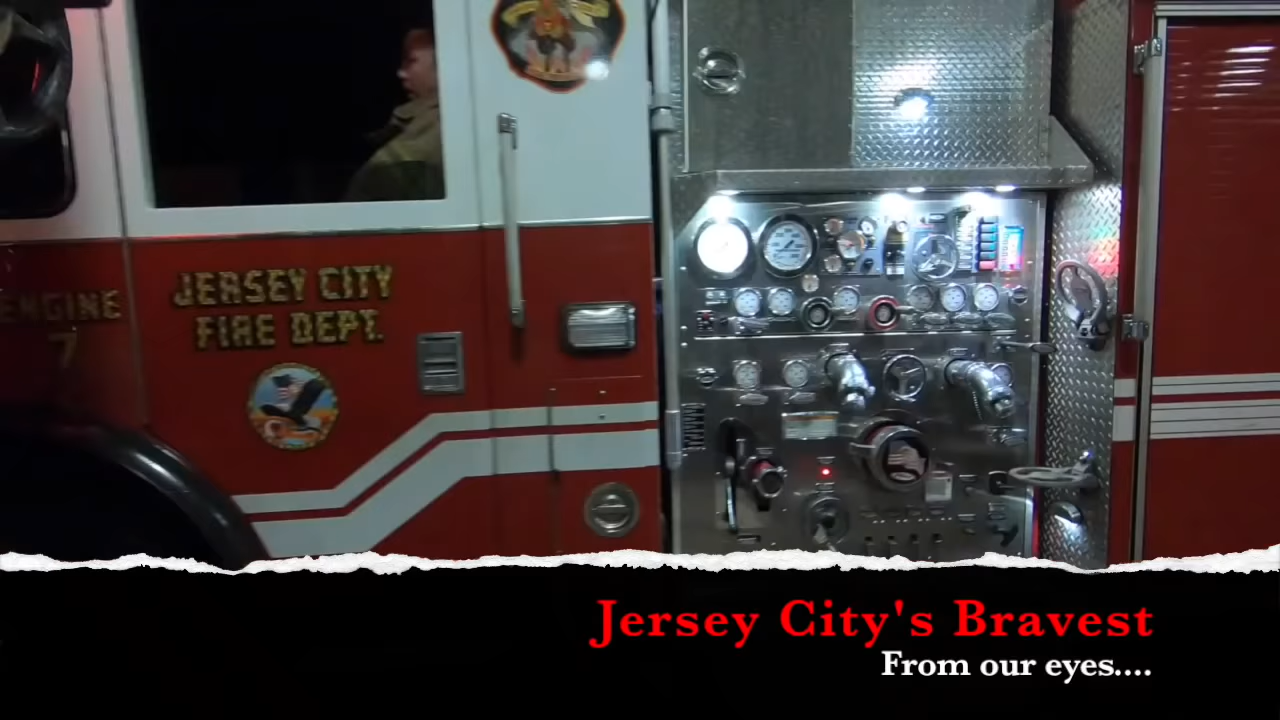 JERSEY CITY
FIRE DEPT.
ENGINE
7
Jersey City's Bravest
From our eyes....